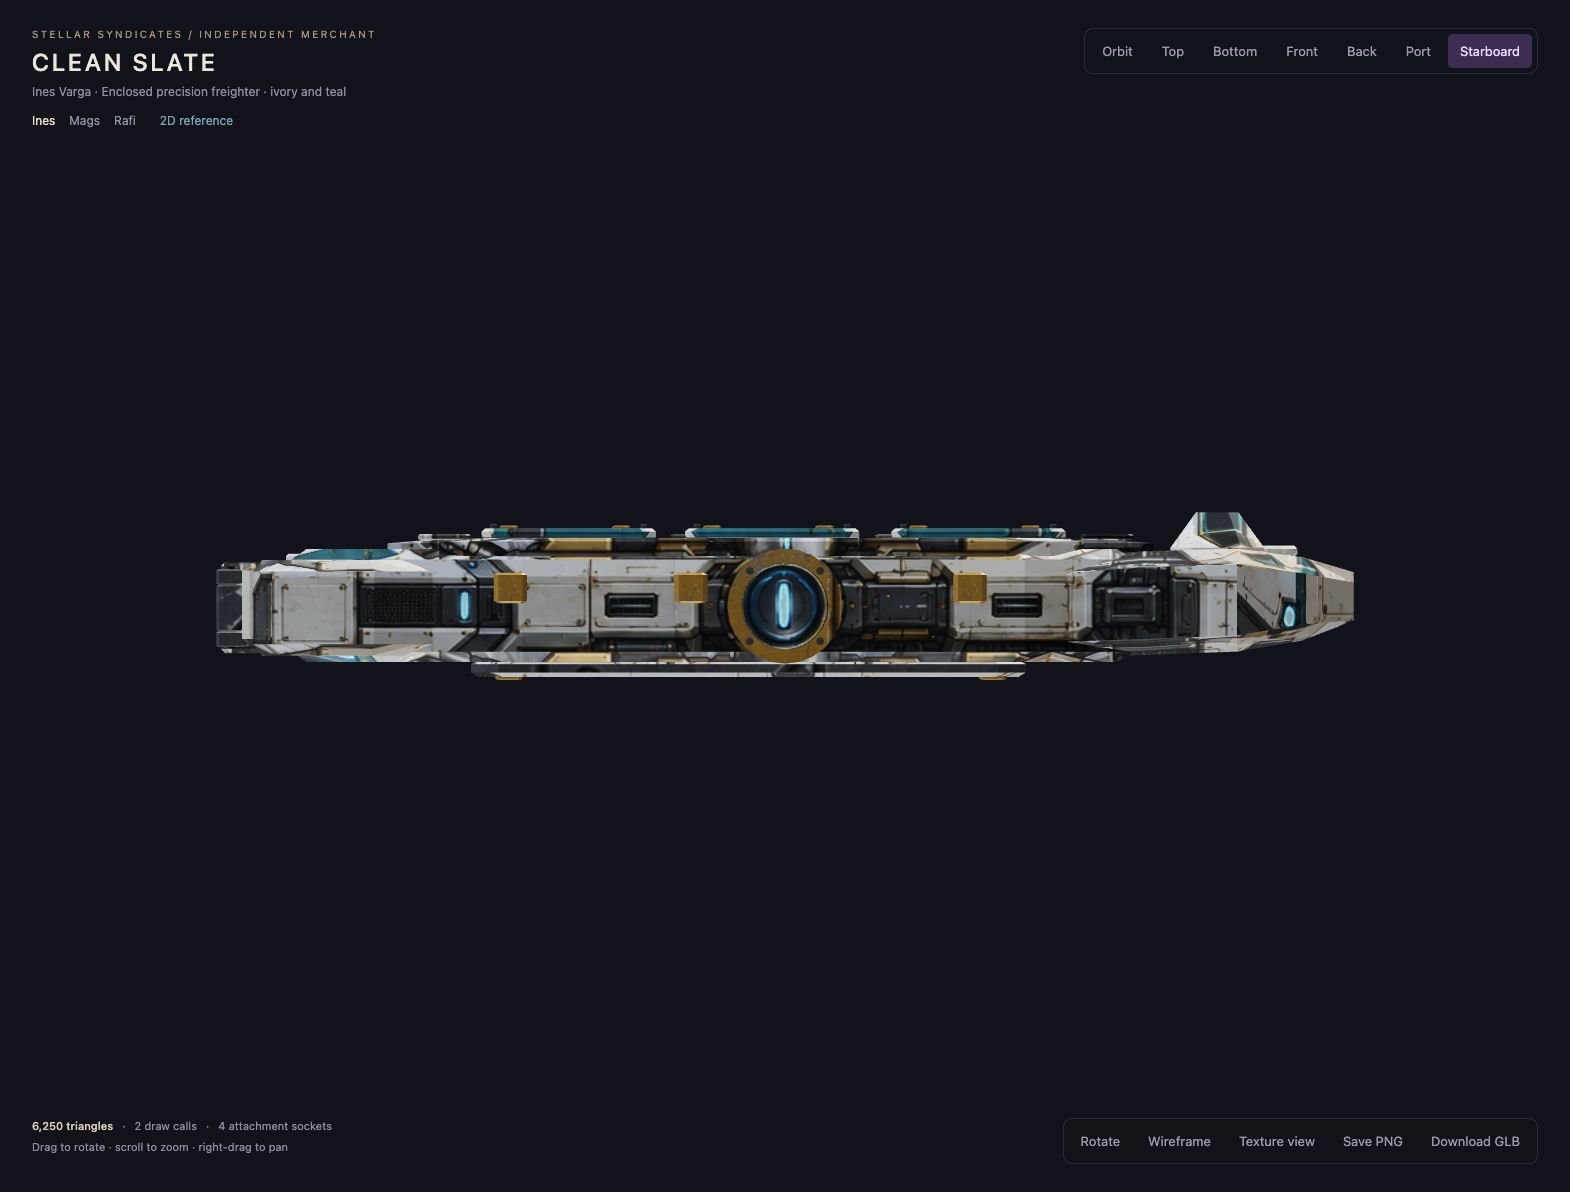 STELLAR SYNDICATES / INDEPENDENT MERCHANT
CLEAN SLATE
Ines Varga · Enclosed precision freighter · ivory and teal
Ines Mags Rafi 2D reference
Orbit Top Bottom Front Back Port Starboard
6,250 triangles · 2 draw calls · 4 attachment sockets
Drag to rotate · scroll to zoom · right-drag to pan
Rotate Wireframe Texture view Save PNG Download GLB